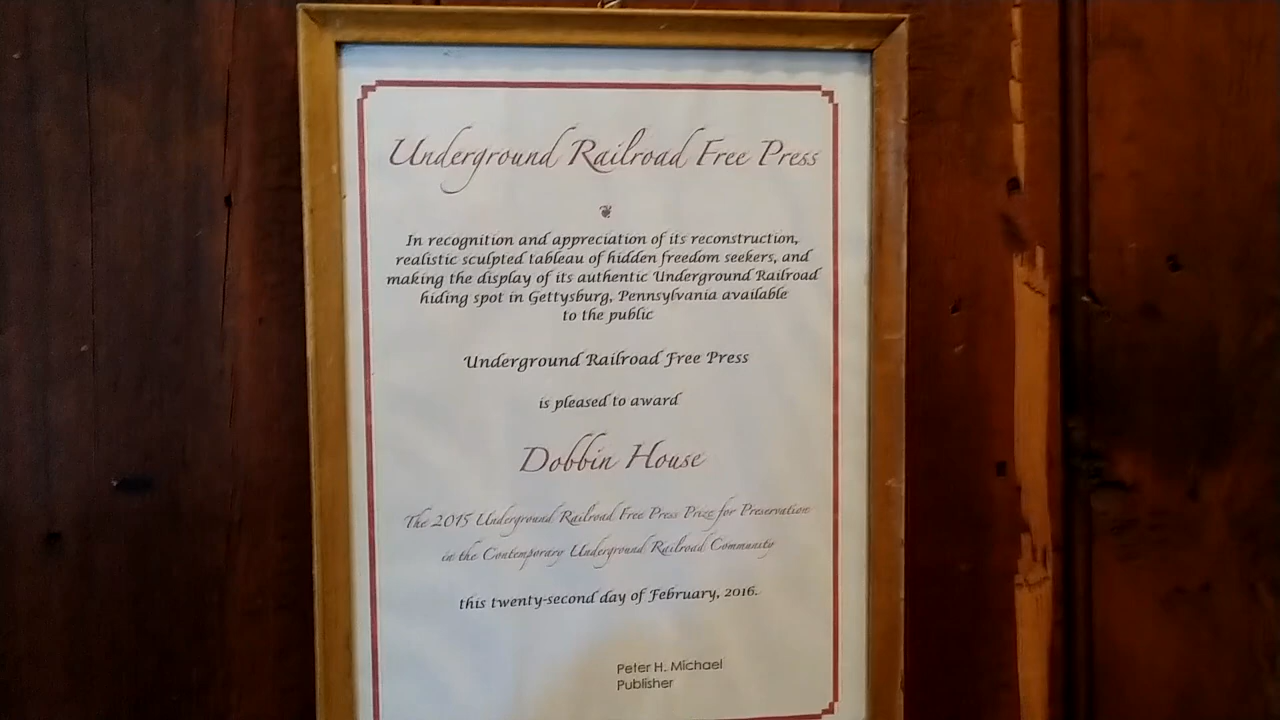 Underground Railroad Free Press
In recognition and appreciation of its reconstruction,
realistic sculpted tableau of hidden freedom seekers, and
making the display of its authentic Underground Railroad
hiding spot in Gettysburg, Pennsylvania available
to the public
Underground Railroad Free Press
is pleased to award
Dobbin House
The 2015 Underground Railroad Free Press Prize for Preservation
in the Contemporary Underground Railroad Community
this twenty-second day of February, 2016.
Peter H. Michael
Publisher